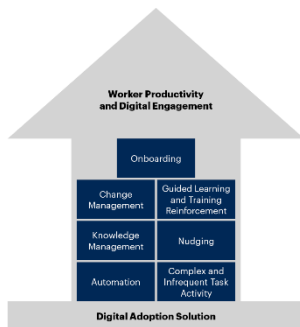 Worker Productivity
and Digital Engagement
Onboarding
Change
Management
Guided Learning
and Training
Reinforcement
Knowledge
Management
Nudging
Automation
Complex and
Infrequent Task
Activity
Digital Adoption Solution